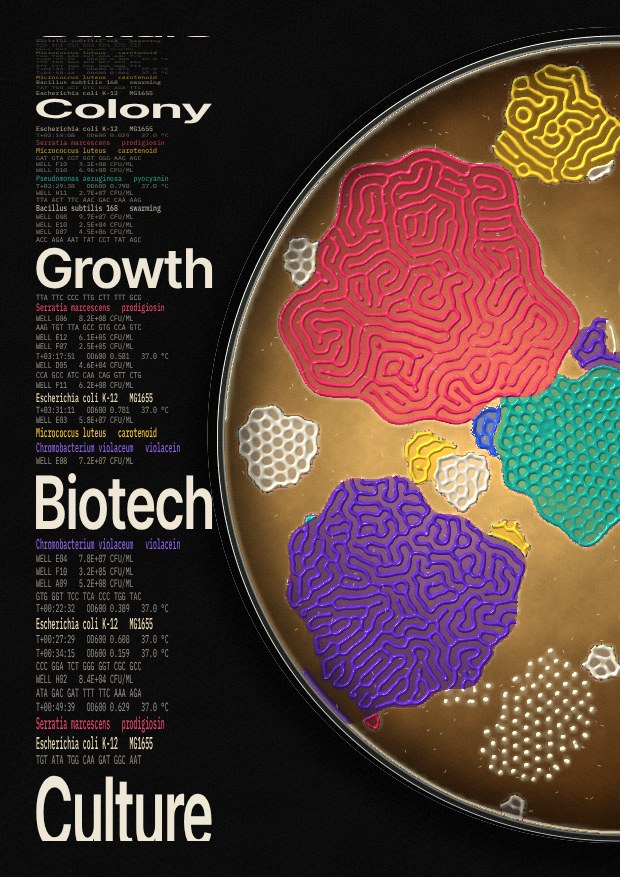 Culture
Micrococcus luteus carotenoid
Bacillus subtilis 168 swarming
Escherichia coli K-12 MG1655
Colony
Escherichia coli K-12 MG1655
Serratia marcescens prodigiosin
Micrococcus luteus carotenoid
GAT GTA CCT GGT GGG AAG AGC
WELL F10 3.3E+08 CFU/ML
WELL D10 6.9E+08 CFU/ML
Pseudomonas aeruginosa pyocyanin
T+02:29:38 OD600 0.798 37.0 °C
WELL H11 2.7E+07 CFU/ML
TTA ACT TTC AAC GAC CAA AAG
Bacillus subtilis 168 swarming
WELL D08 9.7E+07 CFU/ML
WELL E10 2.5E+04 CFU/ML
WELL D07 4.5E+06 CFU/ML
ACC AGA AAT TAT CCT TAT AGC
Growth
TTA TTC CCC TTG CTT TTT GCG
Serratia marcescens prodigiosin
WELL G06 8.2E+08 CFU/ML
AAG TGT TTA GCC GTG CCA GTC
WELL E12 6.1E+05 CFU/ML
WELL F07 2.5E+05 CFU/ML
T+03:17:51 OD600 0.581 37.0 °C
WELL D05 4.6E+04 CFU/ML
CCA GCC ATC CAA CAG GTT CTG
WELL F11 6.2E+08 CFU/ML
Escherichia coli K-12 MG1655
T+03:31:11 OD600 0.781 37.0 °C
WELL E03 5.8E+07 CFU/ML
Micrococcus luteus carotenoid
Chromobacterium violaceum violacein
WELL E08 7.2E+07 CFU/ML
Biotech
Chromobacterium violaceum violacein
WELL E04 7.8E+07 CFU/ML
WELL F10 3.2E+05 CFU/ML
WELL A09 5.2E+08 CFU/ML
GTG GGT TCC TCA CCC TGG TAC
T+00:22:32 OD600 0.389 37.0 °C
Escherichia coli K-12 MG1655
T+00:27:29 OD600 0.608 37.0 °C
T+00:34:15 OD600 0.159 37.0 °C
CCC GGA TCT GGG GGT CGC GCC
WELL H02 8.4E+04 CFU/ML
ATA GAC GAT TTT TTC AAA AGA
T+00:49:39 OD600 0.629 37.0 °C
Serratia marcescens prodigiosin
Escherichia coli K-12 MG1655
TGT ATA TGG CAA GAT GGC AAT
Culture